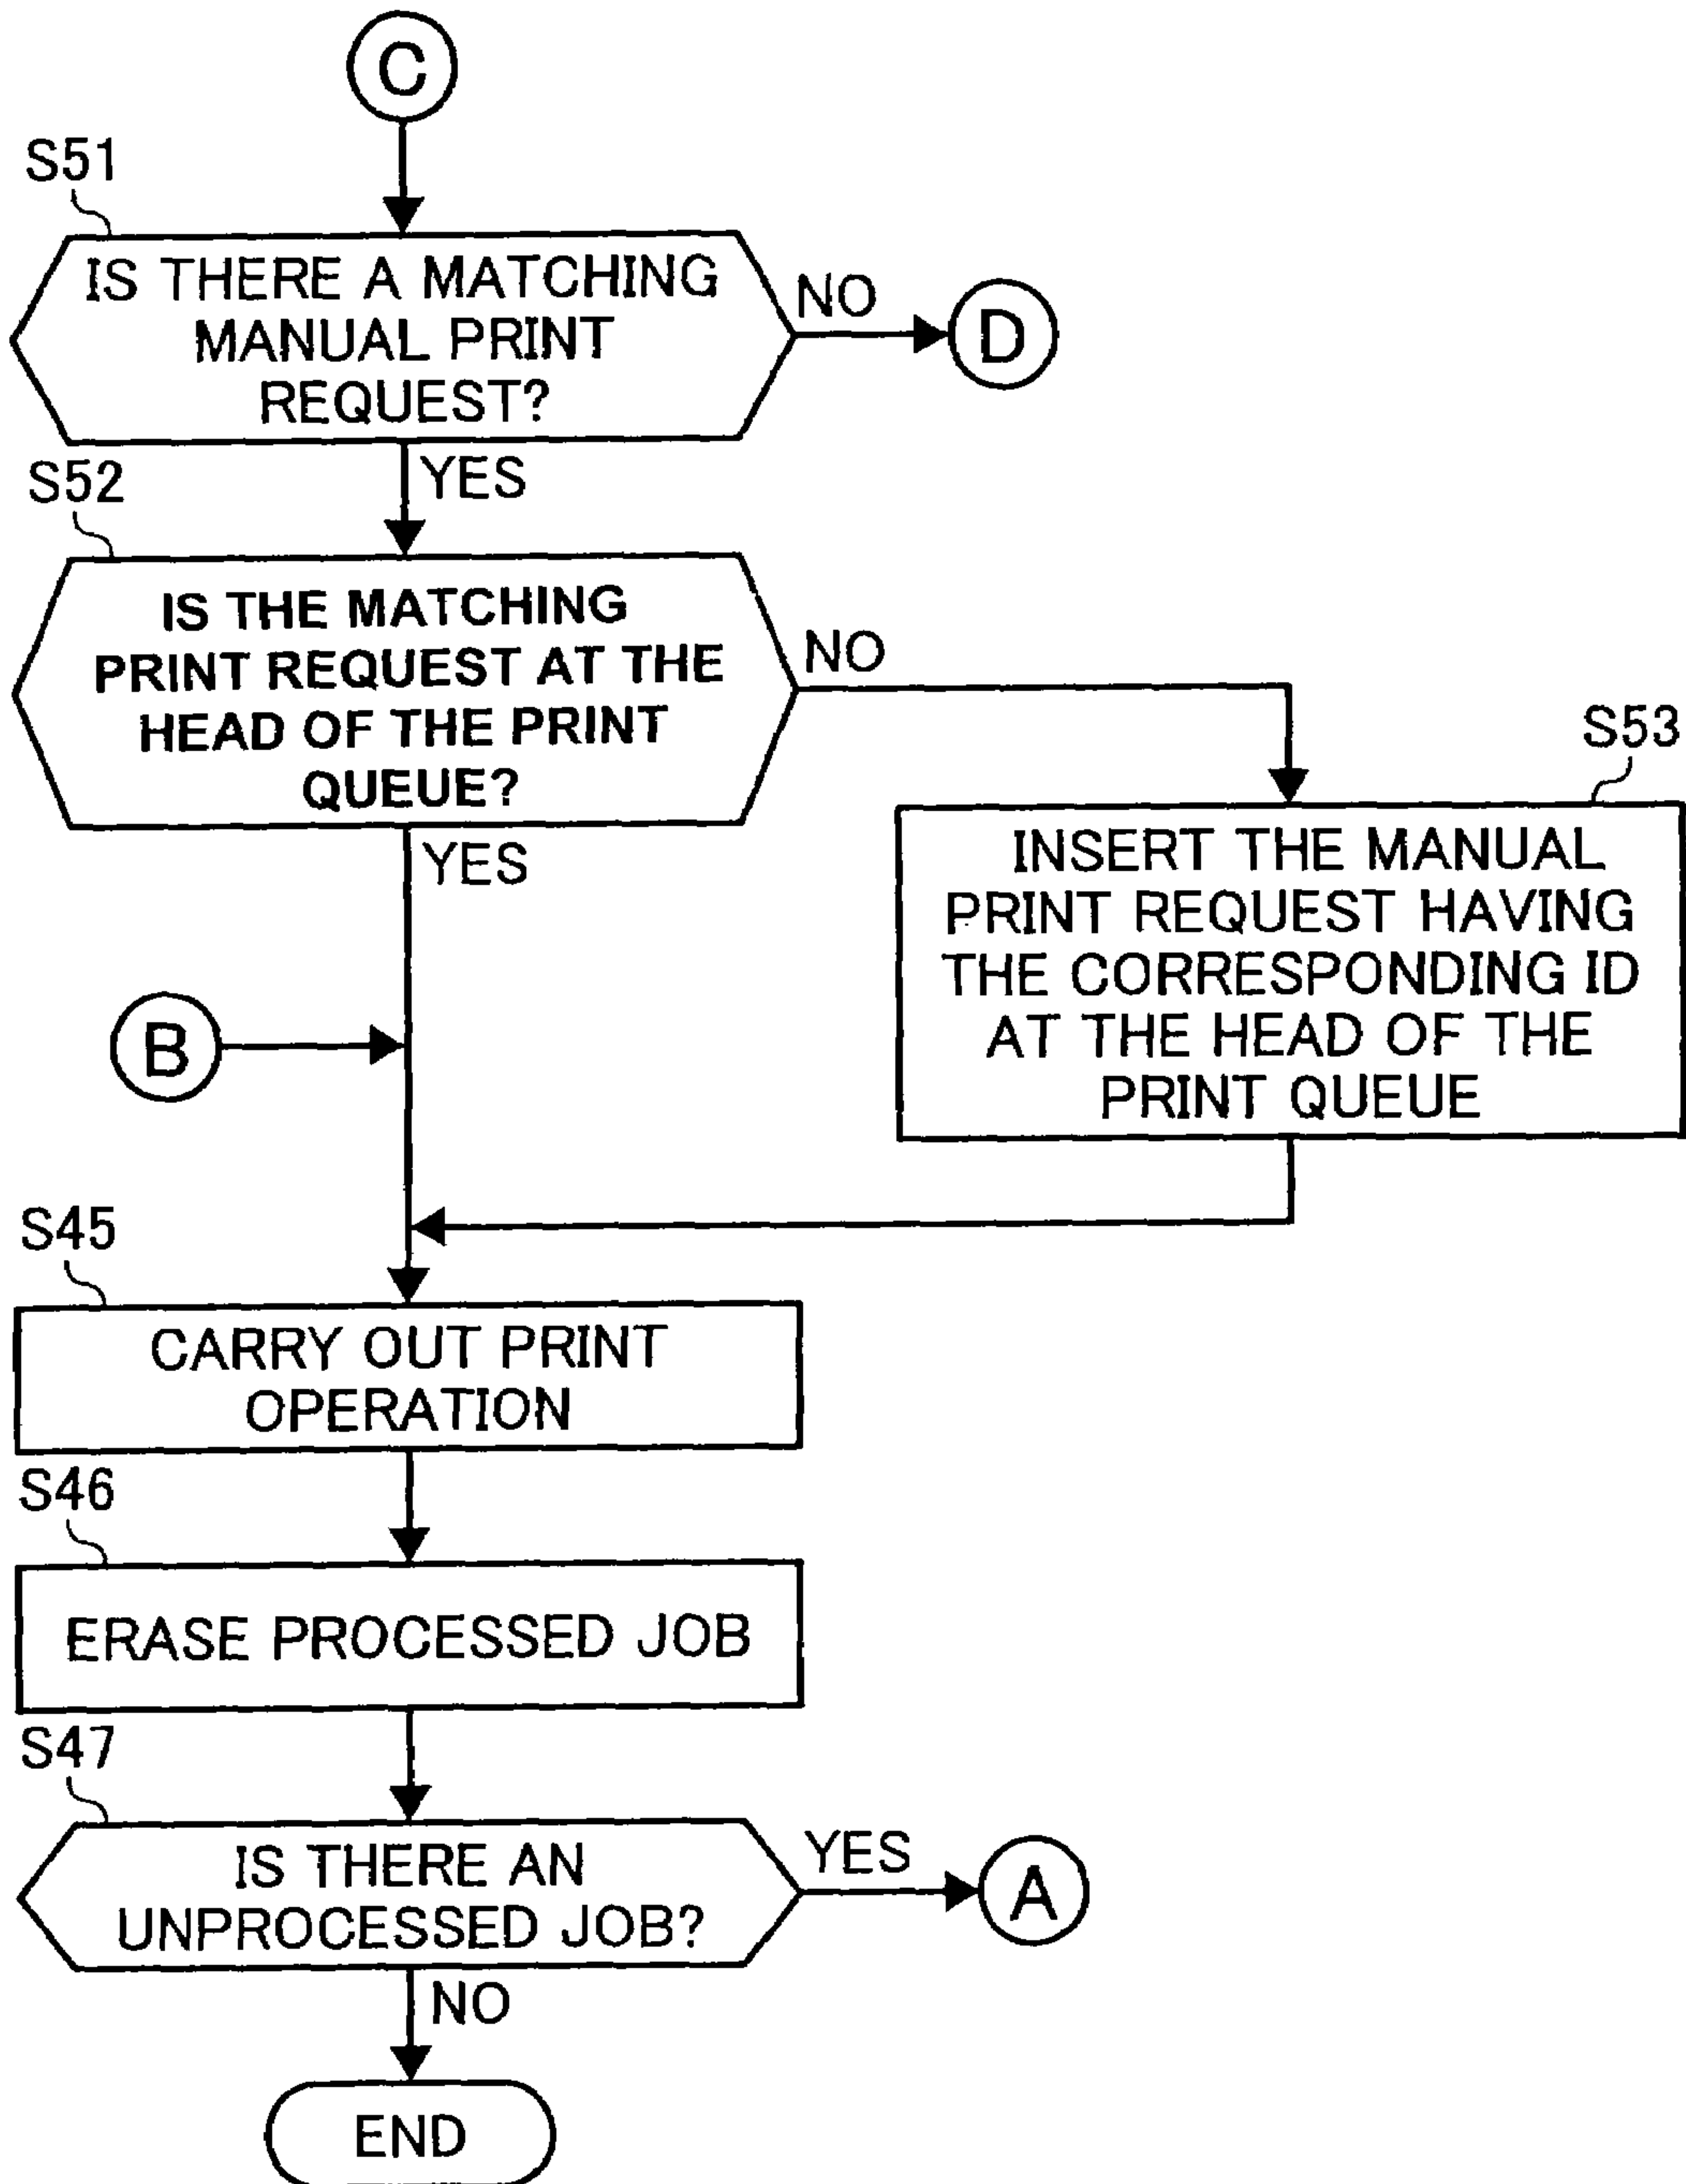 C
S51
IS THERE A MATCHING
MANUAL PRINT
REQUEST?
NO
D
YES
S52
IS THE MATCHING
PRINT REQUEST AT THE
HEAD OF THE PRINT
QUEUE?
NO
YES
S53
INSERT THE MANUAL
PRINT REQUEST HAVING
THE CORRESPONDING ID
AT THE HEAD OF THE
PRINT QUEUE
B
S45
CARRY OUT PRINT
OPERATION
S46
ERASE PROCESSED JOB
S47
IS THERE AN
UNPROCESSED JOB?
YES
A
NO
END